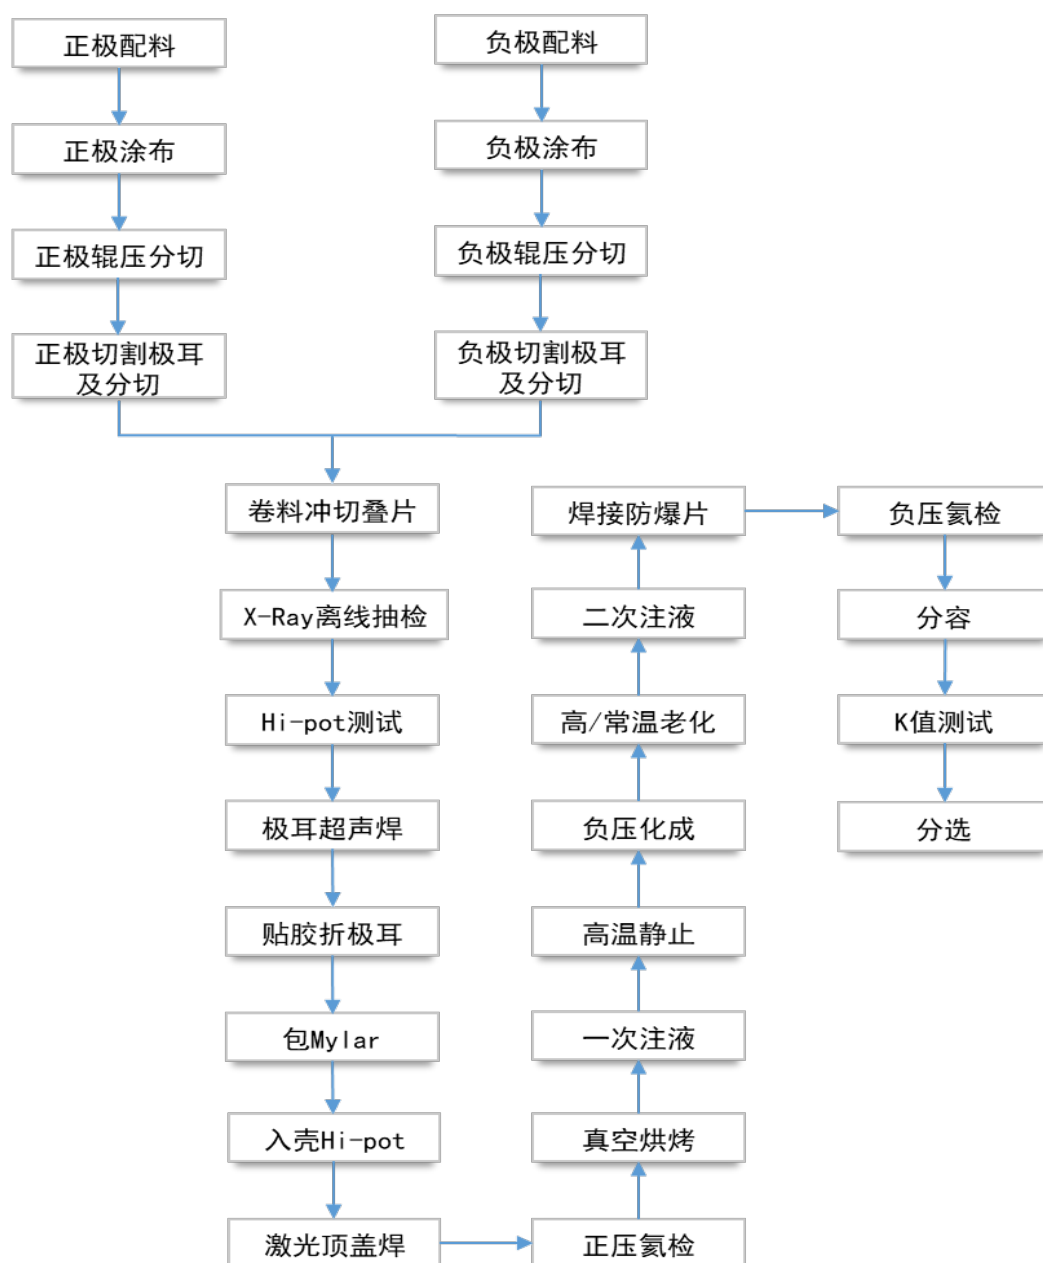 正极配料
负极配料
正极涂布
负极涂布
正极辊压分切
负极辊压分切
正极切割极耳
及分切
负极切割极耳
及分切
卷料冲切叠片
X-Ray离线抽检
Hi-pot测试
极耳超声焊
贴胶折极耳
包Mylar
入壳Hi-pot
激光顶盖焊
正压氦检
真空烘烤
一次注液
高温静止
负压化成
高/常温老化
二次注液
焊接防爆片
负压氦检
分容
K值测试
分选